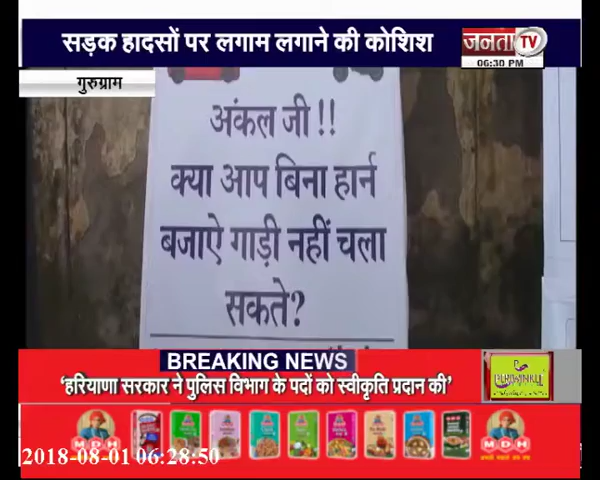 सड़क हादसों पर लगाम लगाने की कोशिश
जनता TV
06:30 PM
गुरुग्राम
अंकल जी !!
क्या आप बिना हार्न
बजाऐ गाड़ी नहीं चला
सकते?
BREAKING NEWS
'हरियाणा सरकार ने पुलिस विभाग के पदों को स्वीकृति प्रदान की'
MDH
MDH
2018-08-01 06:28:50